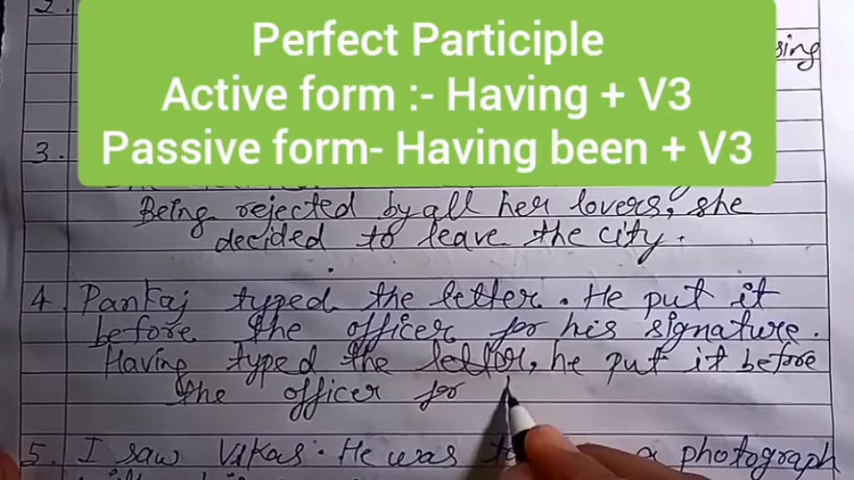 2.
Perfect Participle
Active form :- Having + V3
Passive form- Having been + V3
3.
Being rejected by all her lovers, she
decided to leave the city.
4. Pankaj typed the letter. He put it
before the officer for his signature.
Having typed the letter, he put it before
the officer for
5. I saw Vikas. He was a photograph